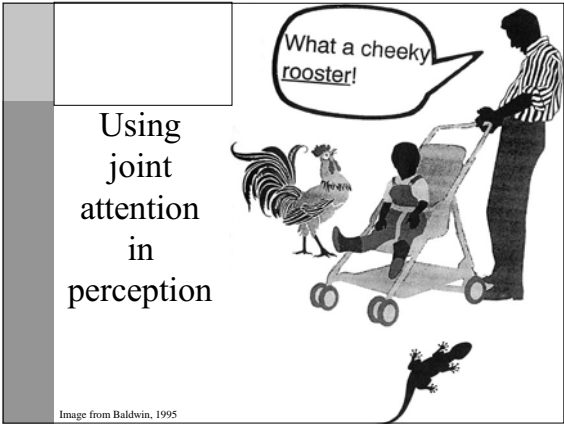 What a cheeky
rooster!
Using
joint
attention
in
perception
Image from Baldwin, 1995